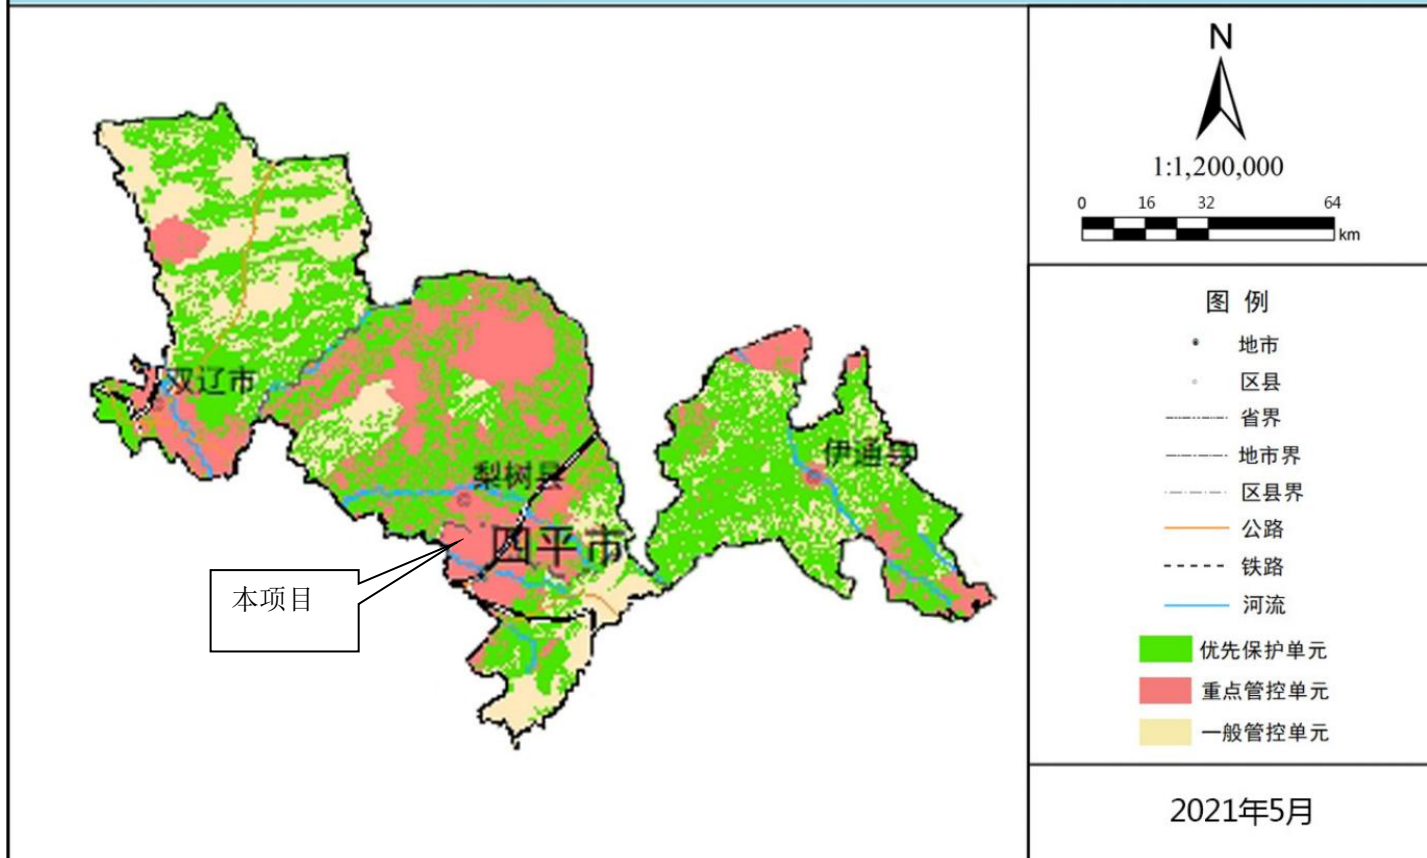 双辽市
梨树县
四平市
伊通
本项目
N
1:1,200,000
0 16 32 64
km
图 例
地市
区县
省界
地市界
区县界
公路
铁路
河流
优先保护单元
重点管控单元
一般管控单元
2021年5月